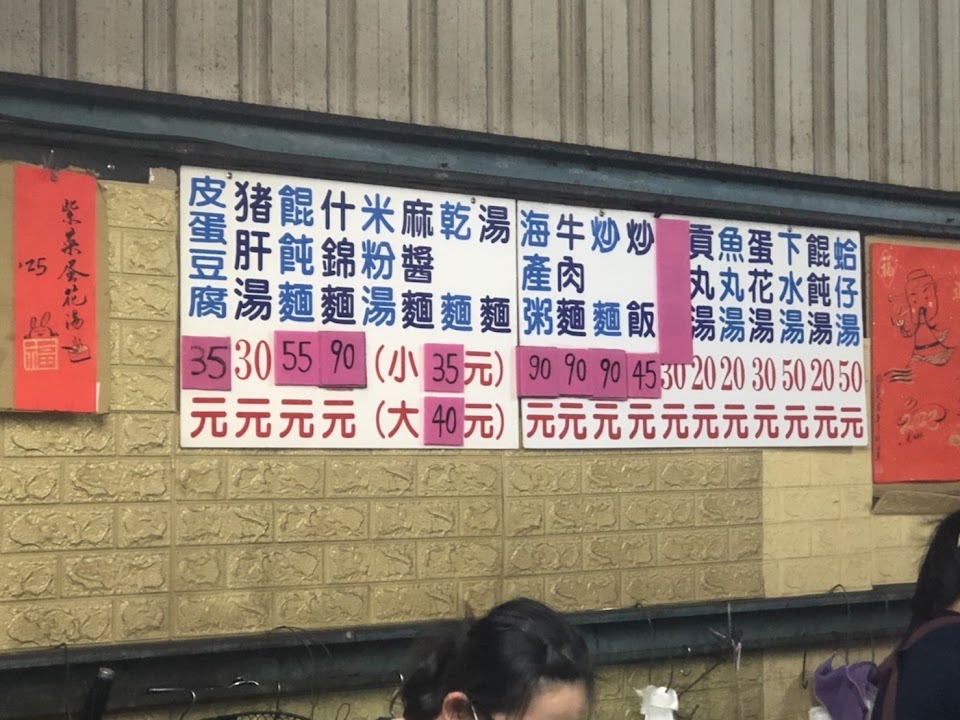 蛤仔湯50元
餛飩湯20元
下水湯50元
蛋花湯30元
魚丸湯20元
貢丸湯20元
30元
炒飯45元
炒麵90元
牛肉麵90元
海產粥90元
湯麵
乾麵
麻醬麵
米粉湯
(小35元)
(大40元)
什錦麵90元
餛飩麵55元
猪肝湯30元
皮蛋豆腐35元
紫菜蛋花湯
'25
福
福